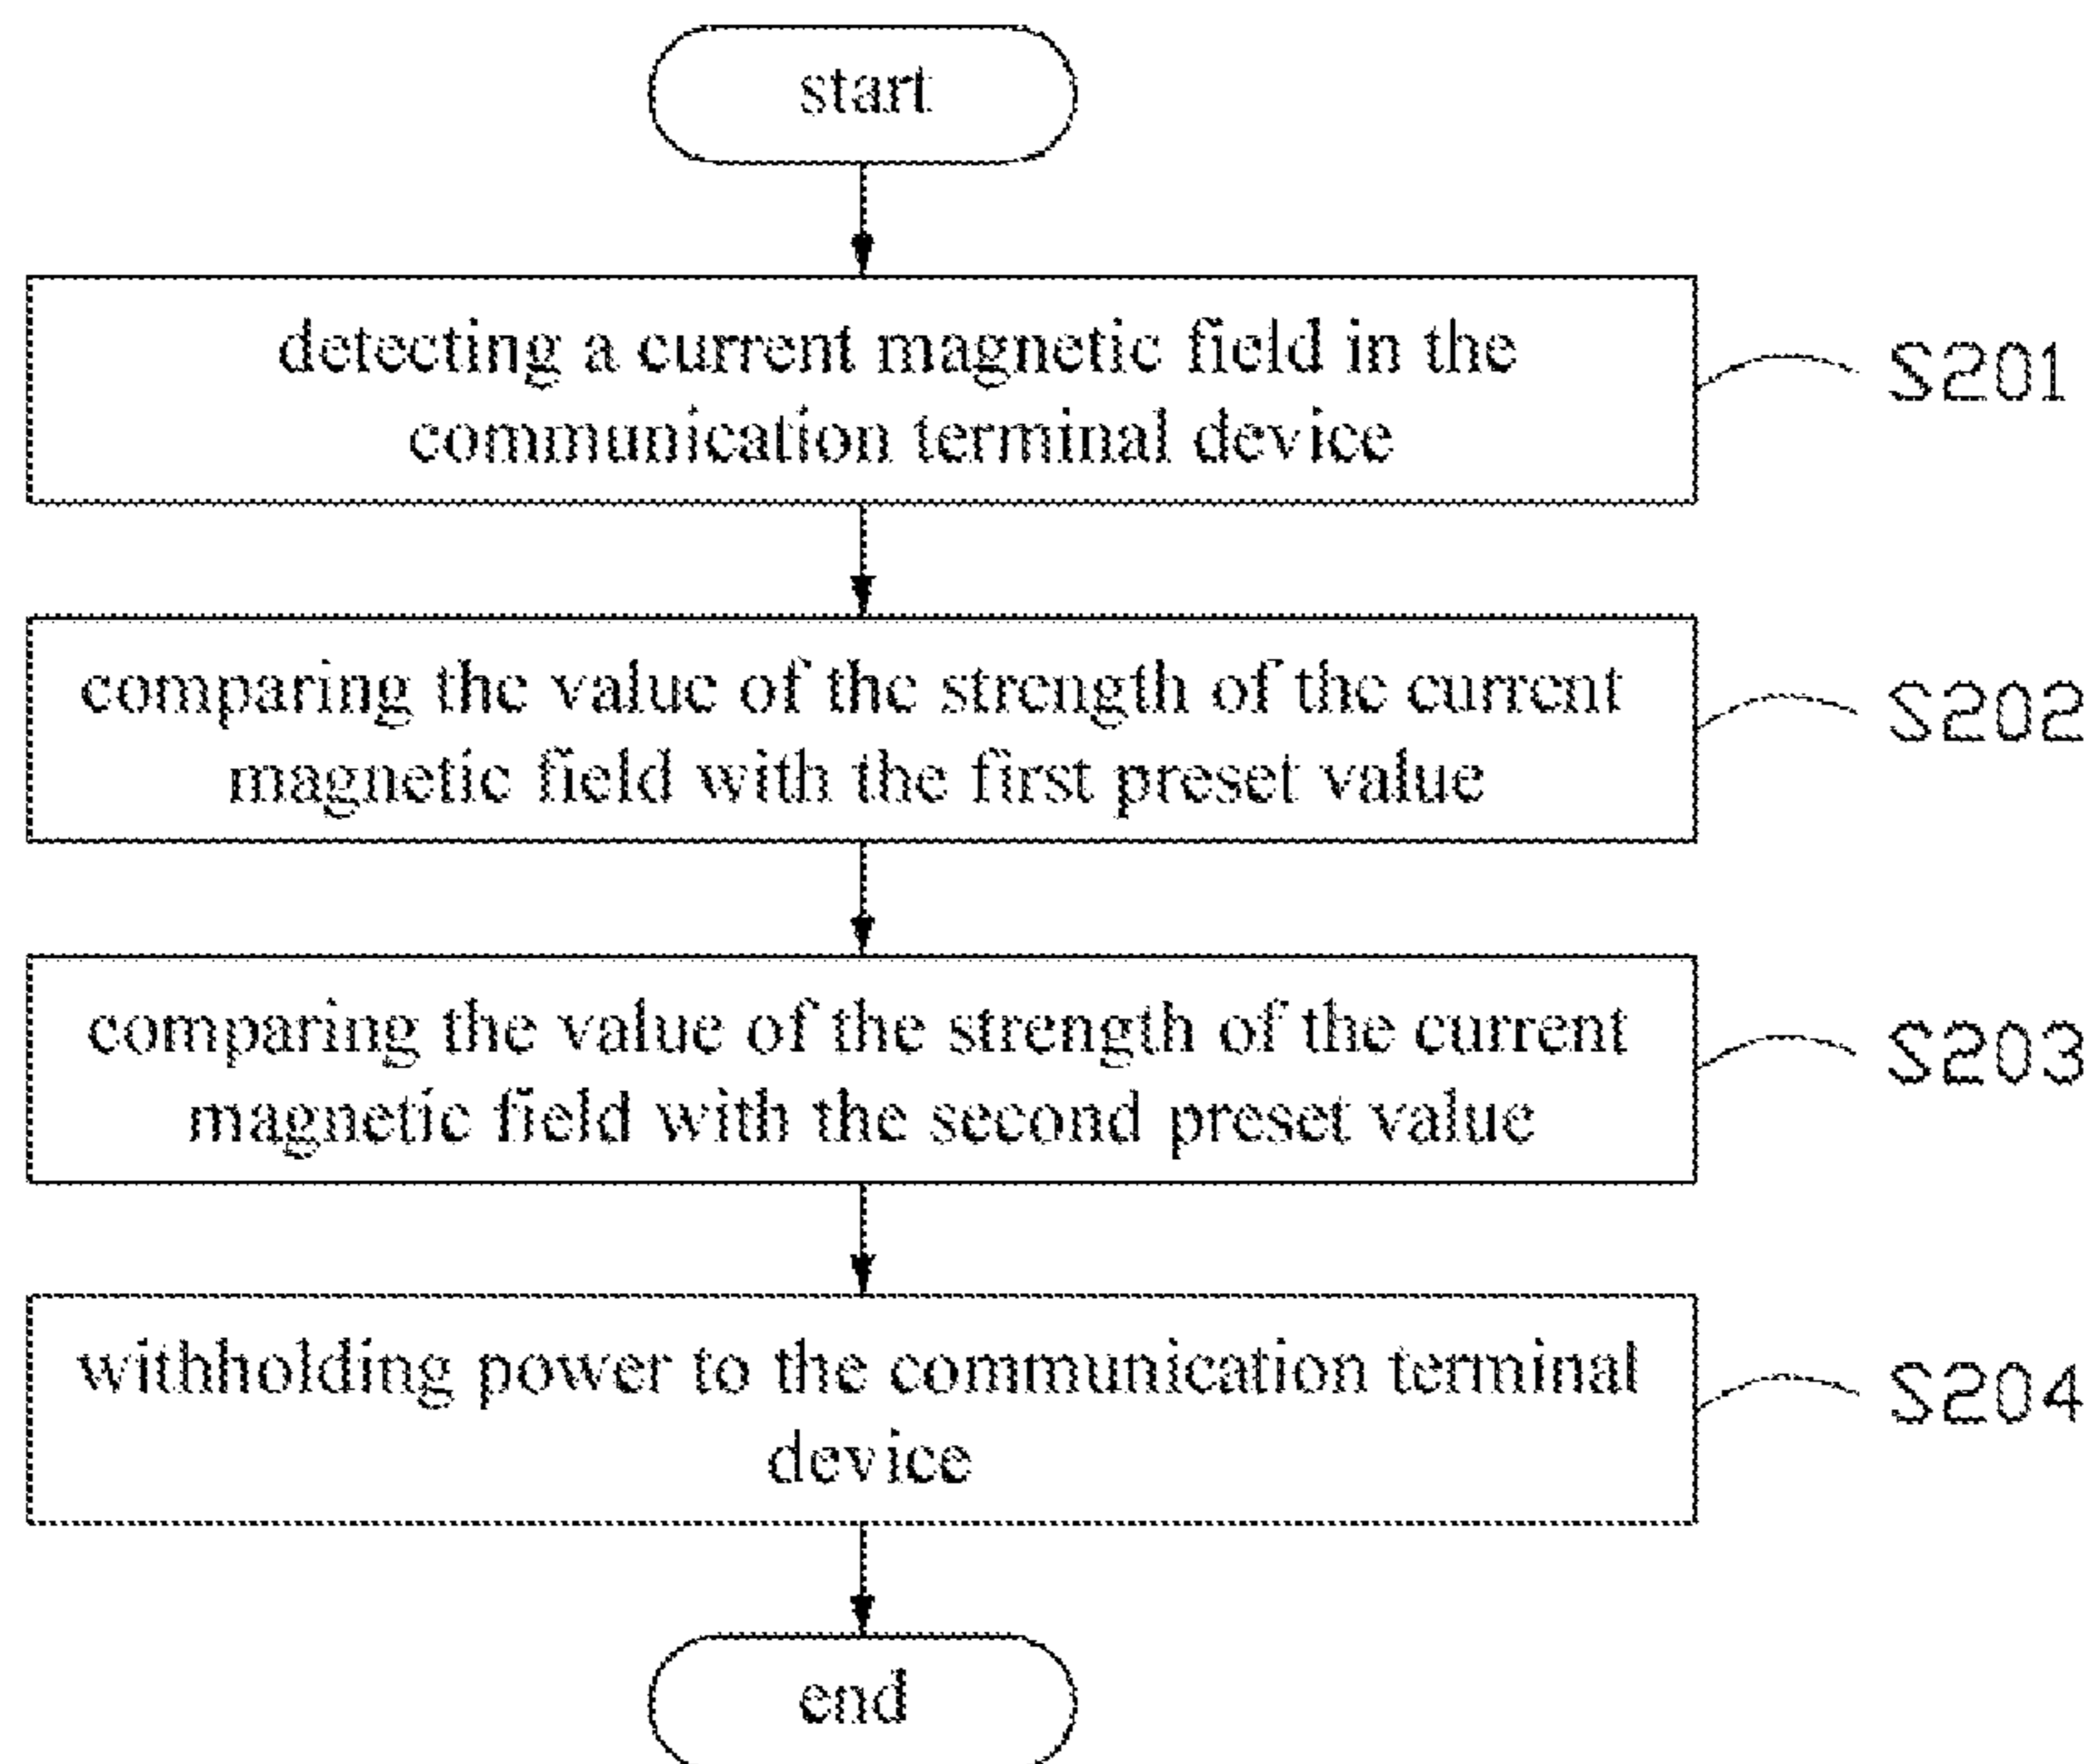 start
detecting a current magnetic field in the
communication terminal device
S201
comparing the value of the strength of the current
magnetic field with the first preset value
S202
comparing the value of the strength of the current
magnetic field with the second preset value
S203
withholding power to the communication terminal
device
S204
end